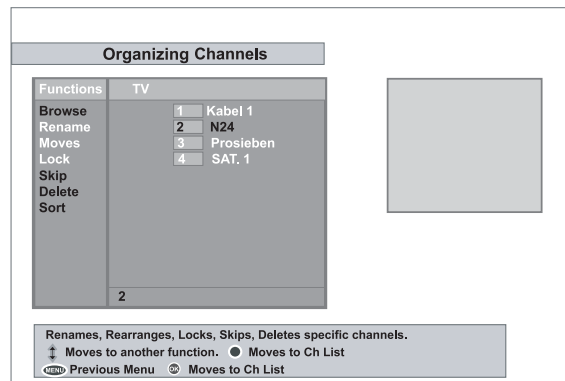 Organizing Channels
Functions TV
Browse 1 Kabel 1
Rename 2 N24
Moves 3 Prosieben
Lock 4 SAT. 1
Skip
Delete
Sort
2
Renames, Rearranges, Locks, Skips, Deletes specific channels.
Moves to another function. Moves to Ch List
MENU Previous Menu OK Moves to Ch List